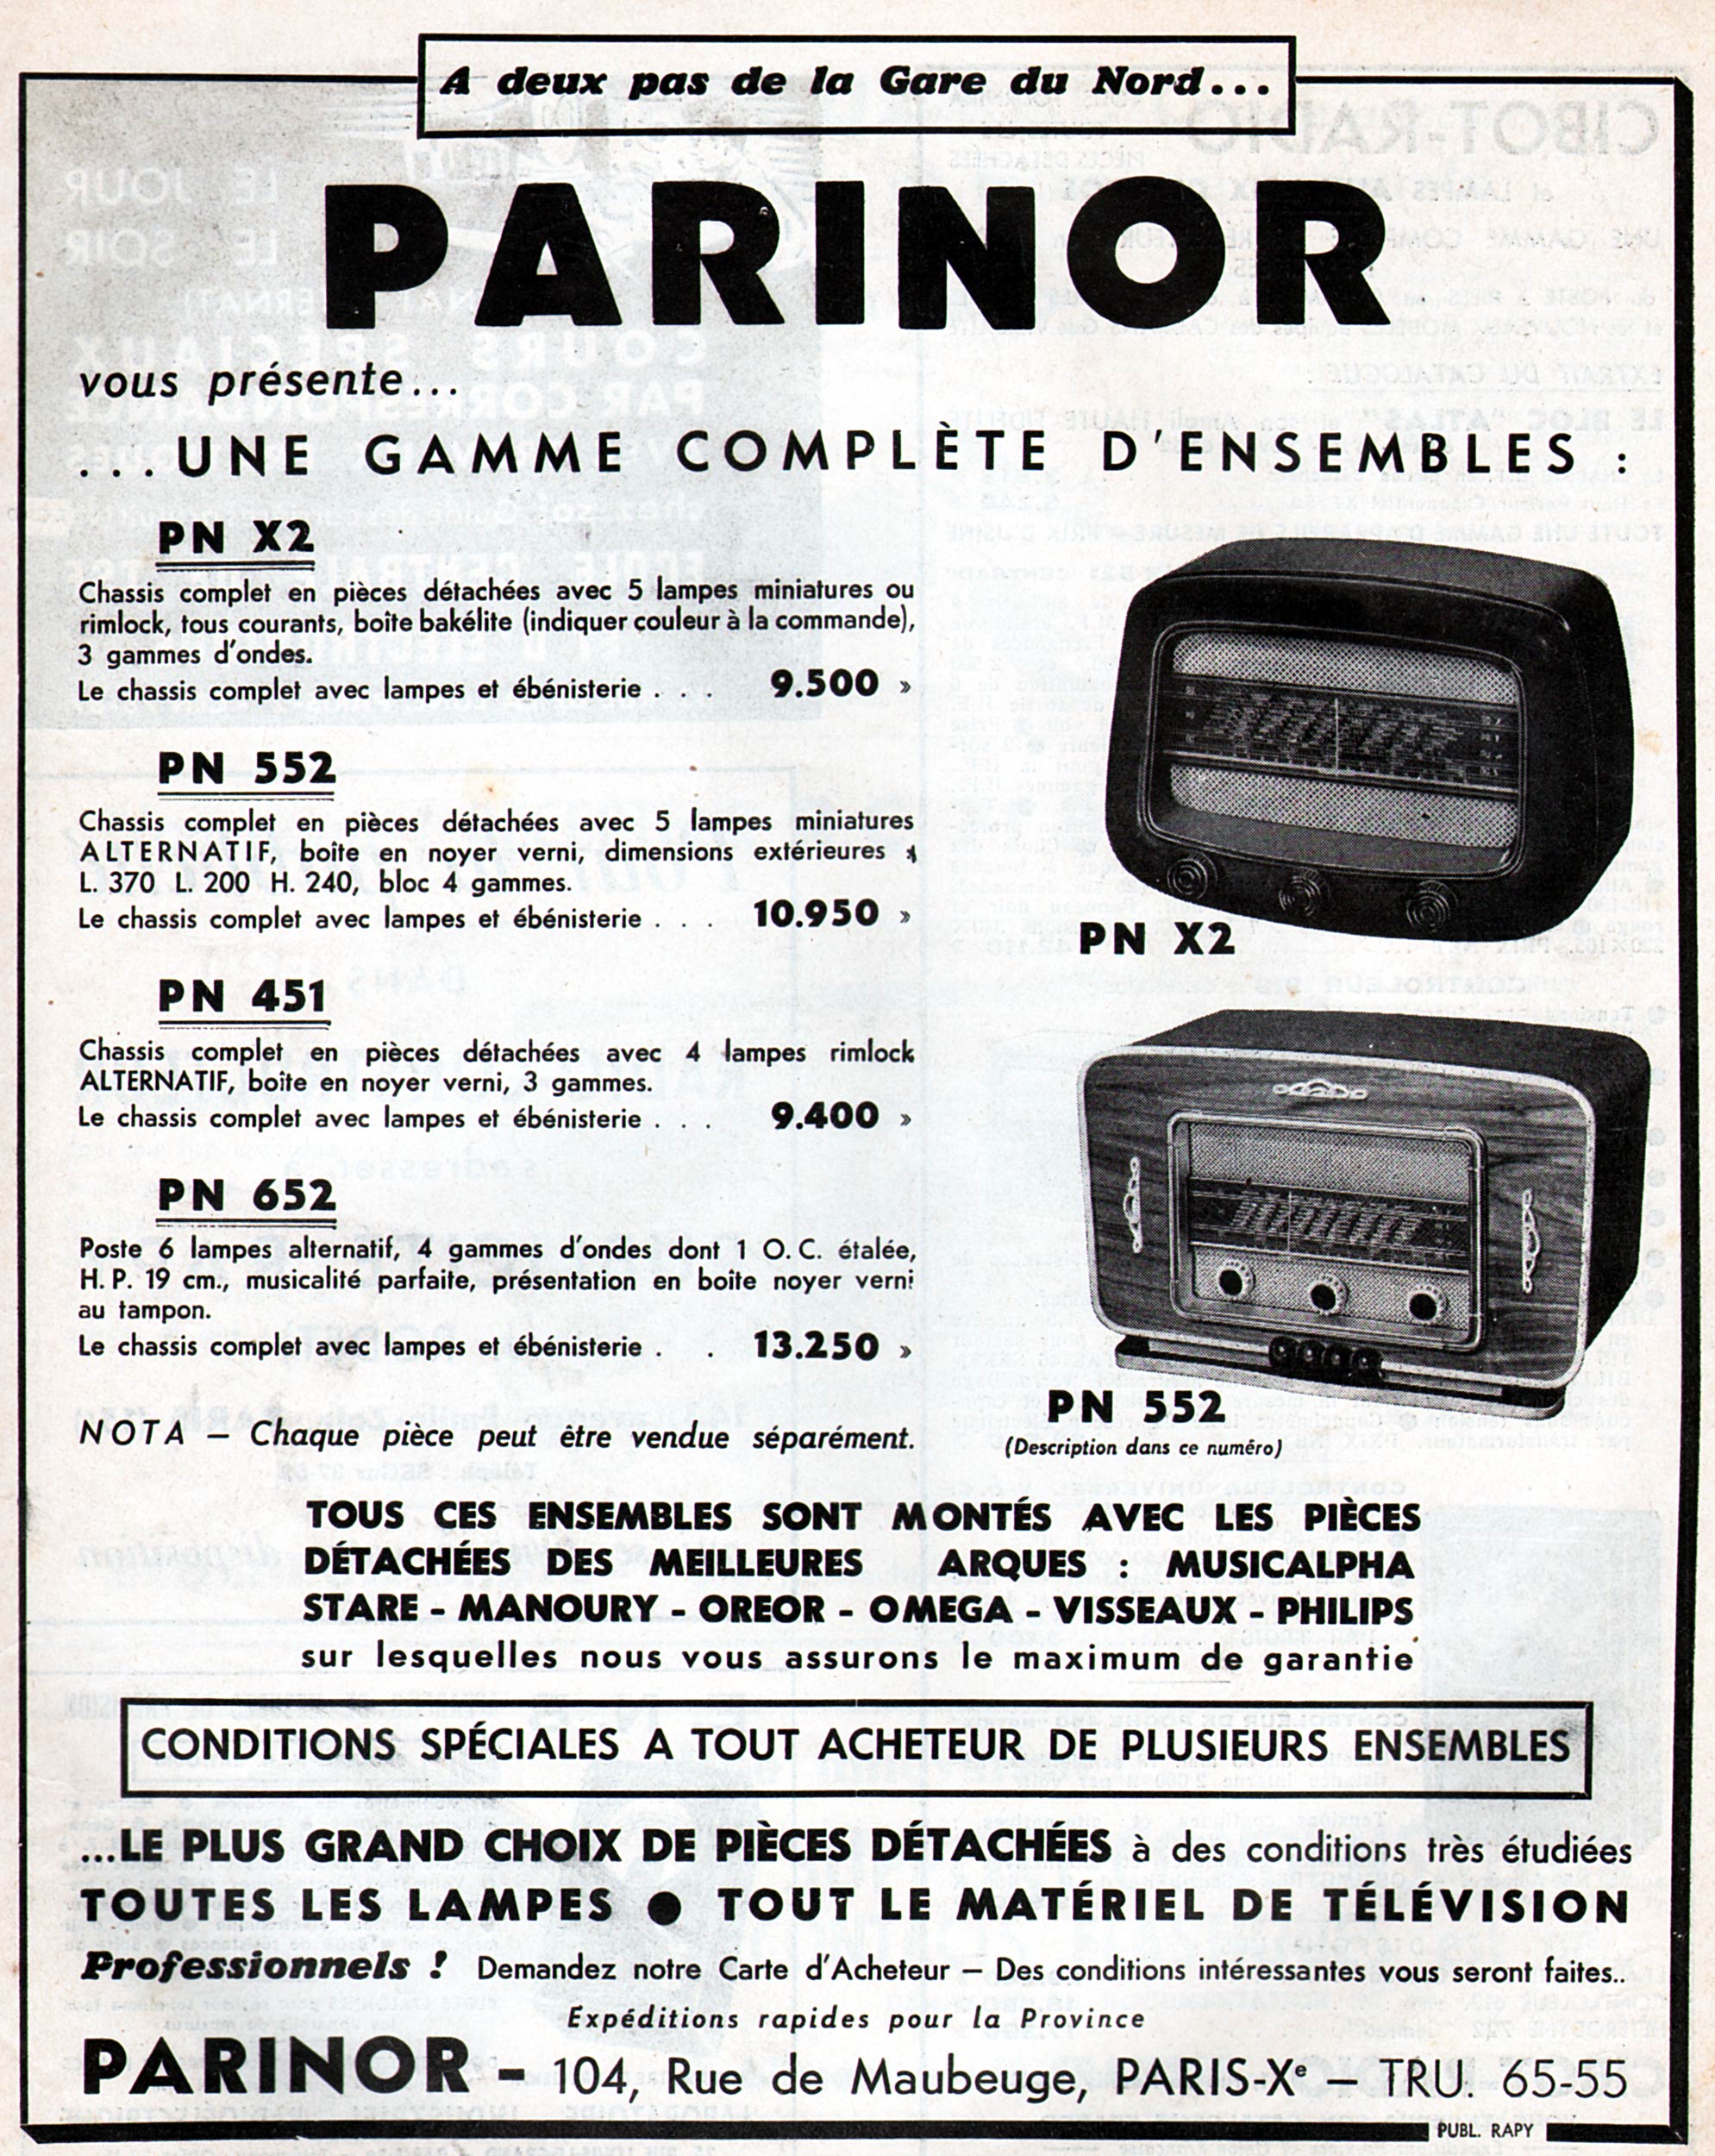 A deux pas de la Gare du Nord...
PARINOR
vous présente...
...UNE GAMME COMPLÈTE D'ENSEMBLES :
PN X2
Chassis complet en pièces détachées avec 5 lampes miniatures ou
rimlock, tous courants, boîte bakélite (indiquer couleur à la commande),
3 gammes d'ondes.
Le chassis complet avec lampes et ébénisterie . . . 9.500 »
PN 552
Chassis complet en pièces détachées avec 5 lampes miniatures
ALTERNATIF, boîte en noyer verni, dimensions extérieures
L. 370 L. 200 H. 240, bloc 4 gammes.
Le chassis complet avec lampes et ébénisterie . . . 10.950 »
PN 451
Chassis complet en pièces détachées avec 4 lampes rimlock
ALTERNATIF, boîte en noyer verni, 3 gammes.
Le chassis complet avec lampes et ébénisterie . . . 9.400 »
PN 652
Poste 6 lampes alternatif, 4 gammes d'ondes dont 1 O.C. étalée,
H.P. 19 cm., musicalité parfaite, présentation en boîte noyer verni
au tampon.
Le chassis complet avec lampes et ébénisterie . . 13.250 »
NOTA — Chaque pièce peut être vendue séparément.
PN X2
PN 552
(Description dans ce numéro)
TOUS CES ENSEMBLES SONT MONTÉS AVEC LES PIÈCES
DÉTACHÉES DES MEILLEURES ARQUES : MUSICALPHA
STARE - MANOURY - OREOR - OMEGA - VISSEAUX - PHILIPS
sur lesquelles nous vous assurons le maximum de garantie
CONDITIONS SPÉCIALES A TOUT ACHETEUR DE PLUSIEURS ENSEMBLES
...LE PLUS GRAND CHOIX DE PIÈCES DÉTACHÉES à des conditions très étudiées
TOUTES LES LAMPES ● TOUT LE MATÉRIEL DE TÉLÉVISION
Professionnels ! Demandez notre Carte d'Acheteur — Des conditions intéressantes vous seront faites..
Expéditions rapides pour la Province
PARINOR - 104, Rue de Maubeuge, PARIS-Xe — TRU. 65-55
PUBL. RAPY